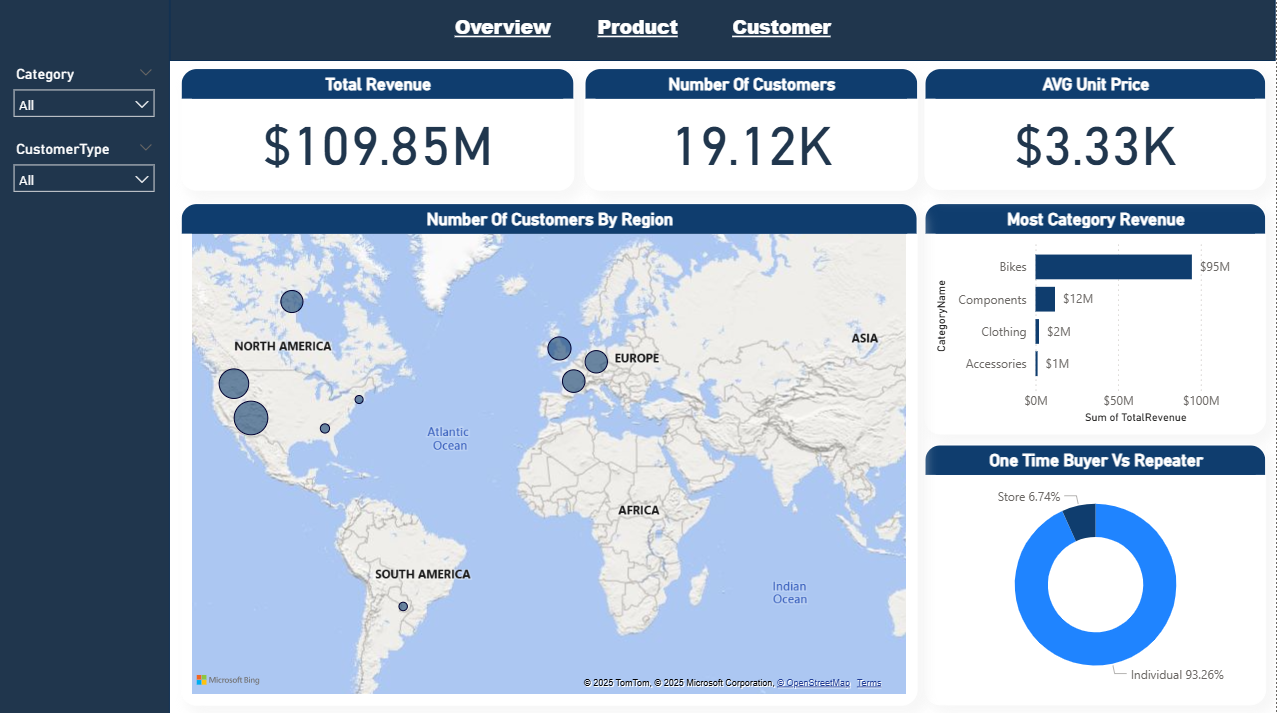 Overview
Product
Customer
Category
All
CustomerType
All
Total Revenue
$109.85M
Number Of Customers
19.12K
AVG Unit Price
$3.33K
Number Of Customers By Region
NORTH AMERICA
EUROPE
ASIA
Atlantic
Ocean
AFRICA
SOUTH AMERICA
Indian
Ocean
Microsoft Bing
© 2025 TomTom, © 2025 Microsoft Corporation, © OpenStreetMap Terms
Most Category Revenue
CategoryName
Bikes $95M
Components $12M
Clothing $2M
Accessories $1M
$0M $50M $100M
Sum of TotalRevenue
One Time Buyer Vs Repeater
Store 6.74%
Individual 93.26%